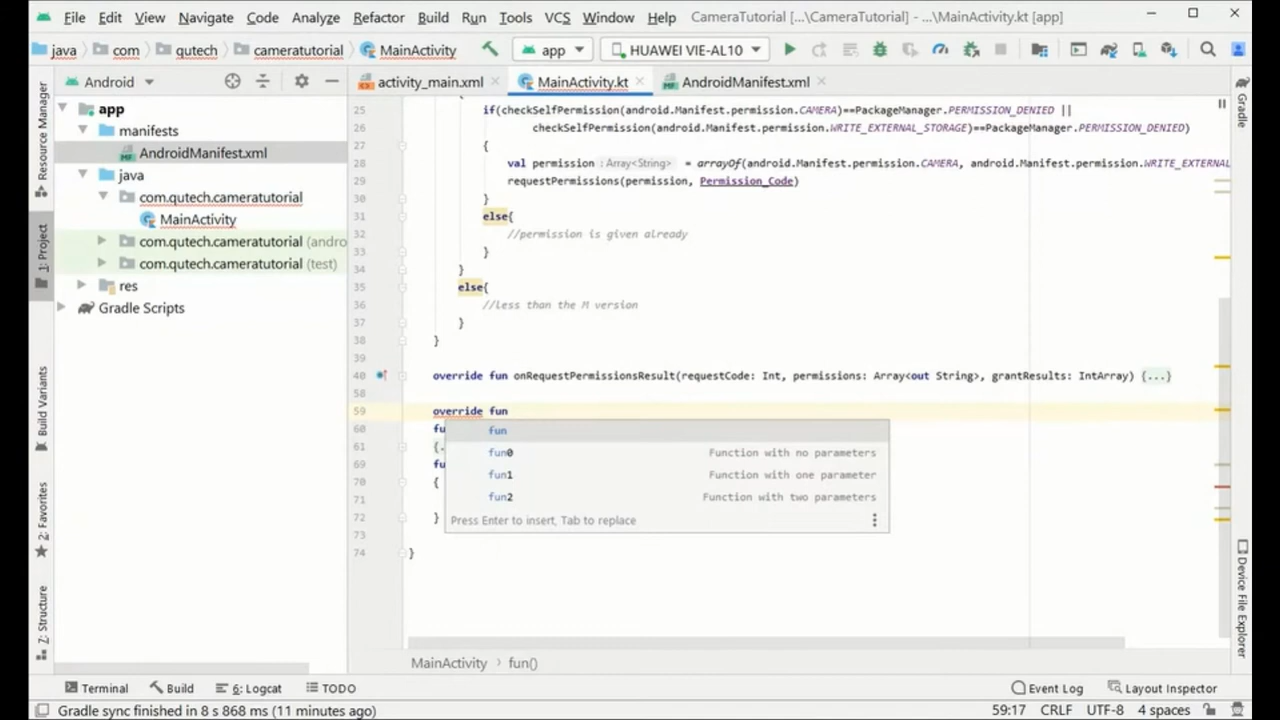 File Edit View Navigate Code Analyze Refactor Build Run Tools VCS Window Help CameraTutorial [...\CameraTutorial] - ...\MainActivity.kt [app]
java com qutech cameratutorial MainActivity app HUAWEI VIE-AL10
Android activity_main.xml MainActivity.kt AndroidManifest.xml
Resource Manager
1: Project
Build Variants
2: Favorites
Z: Structure
app
manifests
AndroidManifest.xml
java
com.qutech.cameratutorial
MainActivity
com.qutech.cameratutorial (andro
com.qutech.cameratutorial (test)
res
Gradle Scripts
25 if(checkSelfPermission(android.Manifest.permission.CAMERA)==PackageManager.PERMISSION_DENIED ||
26 checkSelfPermission(android.Manifest.permission.WRITE_EXTERNAL_STORAGE)==PackageManager.PERMISSION_DENIED)
27 {
28 val permission : Array<String> = arrayOf(android.Manifest.permission.CAMERA, android.Manifest.permission.WRITE_EXTERNAL
29 requestPermissions(permission, Permission_Code)
30 }
31 else{
32 //permission is given already
33 }
34 }
35 else{
36 //less than the M version
37 }
38 }
39
40 override fun onRequestPermissionsResult(requestCode: Int, permissions: Array<out String>, grantResults: IntArray) {...}
58
59 override fun
60 fu
61 {.
69 fu
70 {
71
72 }
73
74 }
fun
fun0 Function with no parameters
fun1 Function with one parameter
fun2 Function with two parameters
Press Enter to insert, Tab to replace
MainActivity › fun()
Gradle
Device File Explorer
Terminal Build 6: Logcat TODO Event Log Layout Inspector
Gradle sync finished in 8 s 868 ms (11 minutes ago) 59:17 CRLF UTF-8 4 spaces